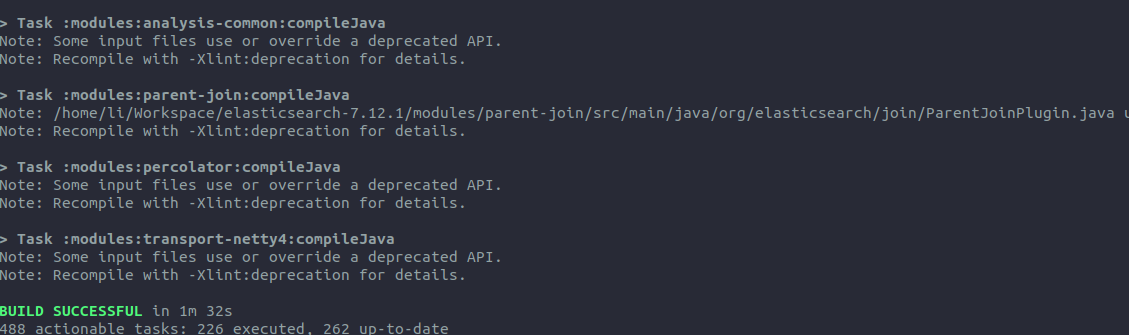 > Task :modules:analysis-common:compileJava
Note: Some input files use or override a deprecated API.
Note: Recompile with -Xlint:deprecation for details.
> Task :modules:parent-join:compileJava
Note: /home/li/Workspace/elasticsearch-7.12.1/modules/parent-join/src/main/java/org/elasticsearch/join/ParentJoinPlugin.java u
Note: Recompile with -Xlint:deprecation for details.
> Task :modules:percolator:compileJava
Note: Some input files use or override a deprecated API.
Note: Recompile with -Xlint:deprecation for details.
> Task :modules:transport-netty4:compileJava
Note: Some input files use or override a deprecated API.
Note: Recompile with -Xlint:deprecation for details.
BUILD SUCCESSFUL in 1m 32s
488 actionable tasks: 226 executed, 262 up-to-date